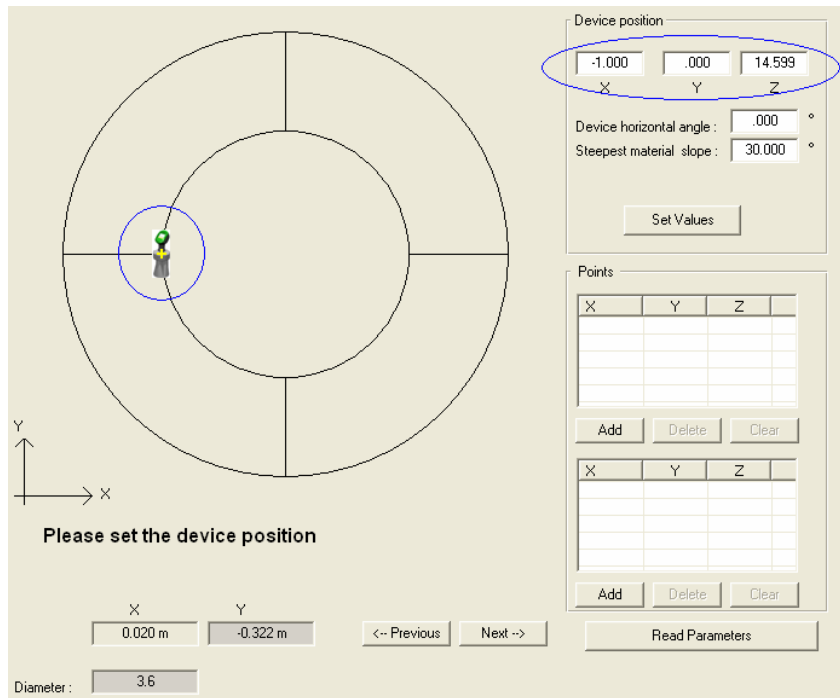 Device position
-1.000 .000 14.599
X Y Z
Device horizontal angle : .000 °
Steepest material slope : 30.000 °
Set Values
Points
X Y Z
Add Delete Clear
X Y Z
Add Delete Clear
Read Parameters
Y
X
Please set the device position
X Y
0.020 m -0.322 m
<-- Previous Next -->
Diameter : 3.6